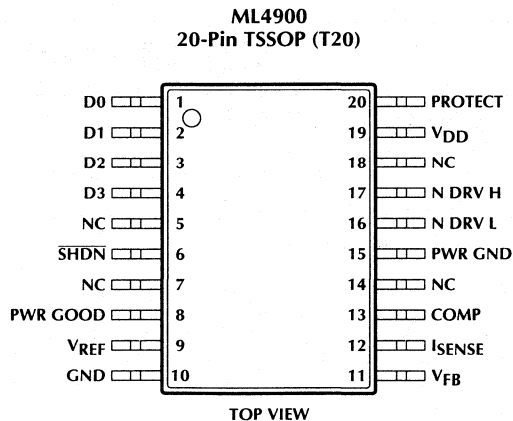 ML4900
20-Pin TSSOP (T20)
D0 1 20 PROTECT
D1 2 19 VDD
D2 3 18 NC
D3 4 17 N DRV H
NC 5 16 N DRV L
SHDN 6 15 PWR GND
NC 7 14 NC
PWR GOOD 8 13 COMP
VREF 9 12 ISENSE
GND 10 11 VFB
TOP VIEW